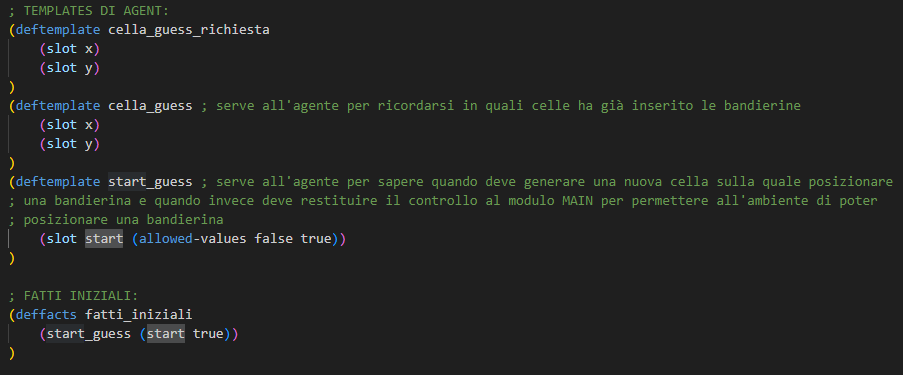 ; TEMPLATES DI AGENT:
(deftemplate cella_guess_richiesta
    (slot x)
    (slot y)
)
(deftemplate cella_guess ; serve all'agente per ricordarsi in quali celle ha già inserito le bandierine
    (slot x)
    (slot y)
)
(deftemplate start_guess ; serve all'agente per sapere quando deve generare una nuova cella sulla quale posizionare
; una bandierina e quando invece deve restituire il controllo al modulo MAIN per permettere all'ambiente di poter
; posizionare una bandierina
    (slot start (allowed-values false true))
)

; FATTI INIZIALI:
(deffacts fatti_iniziali
    (start_guess (start true))
)